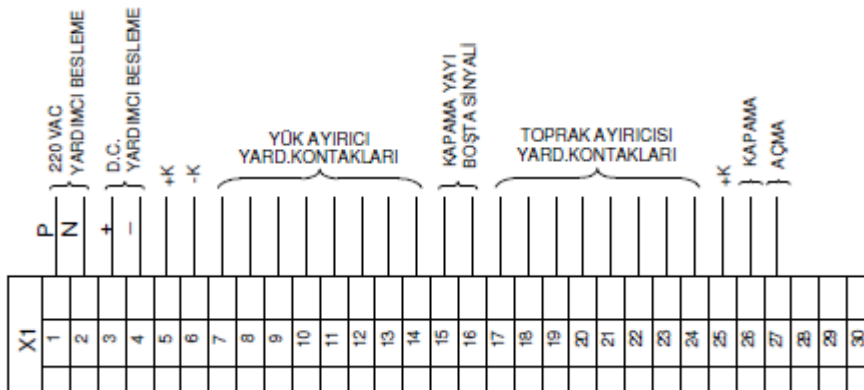 220 VAC
YARDIMCI BESLEME
D.C.
YARDIMCI BESLEME
+K
-K
YÜK AYIRICI
YARD.KONTAKLARI
KAPAMA YAYI
BOŞTA SİNYALİ
TOPRAK AYIRICISI
YARD.KONTAKLARI
+K
KAPAMA
AÇMA
P
N
+
–
X1
1
2
3
4
5
6
7
8
9
10
11
12
13
14
15
16
17
18
19
20
21
22
23
24
25
26
27
28
29
30